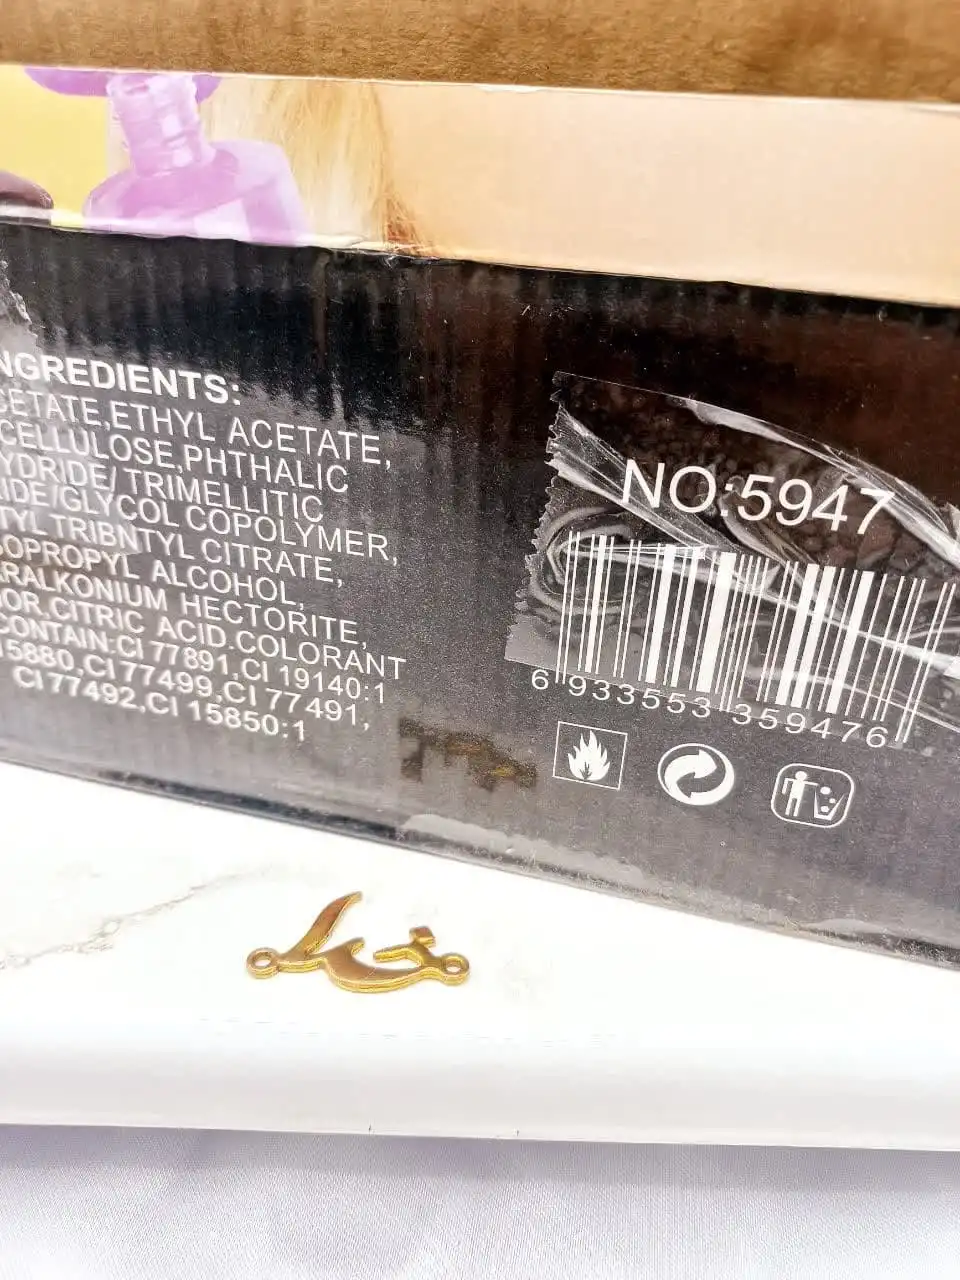 NGREDIENTS:
CETATE,ETHYL ACETATE,
CELLULOSE,PHTHALIC
YDRIDE/TRIMELLITIC
IDE/GLYCOL COPOLYMER,
TYL TRIBNTYL CITRATE,
SOPROPYL ALCOHOL,
RALKONIUM HECTORITE,
OR,CITRIC ACID.COLORANT
CONTAIN:CI 77891,CI 19140:1
15880,CI 77499,CI 77491,
CI 77492,CI 15850:1
NO:5947
6 933553 359476